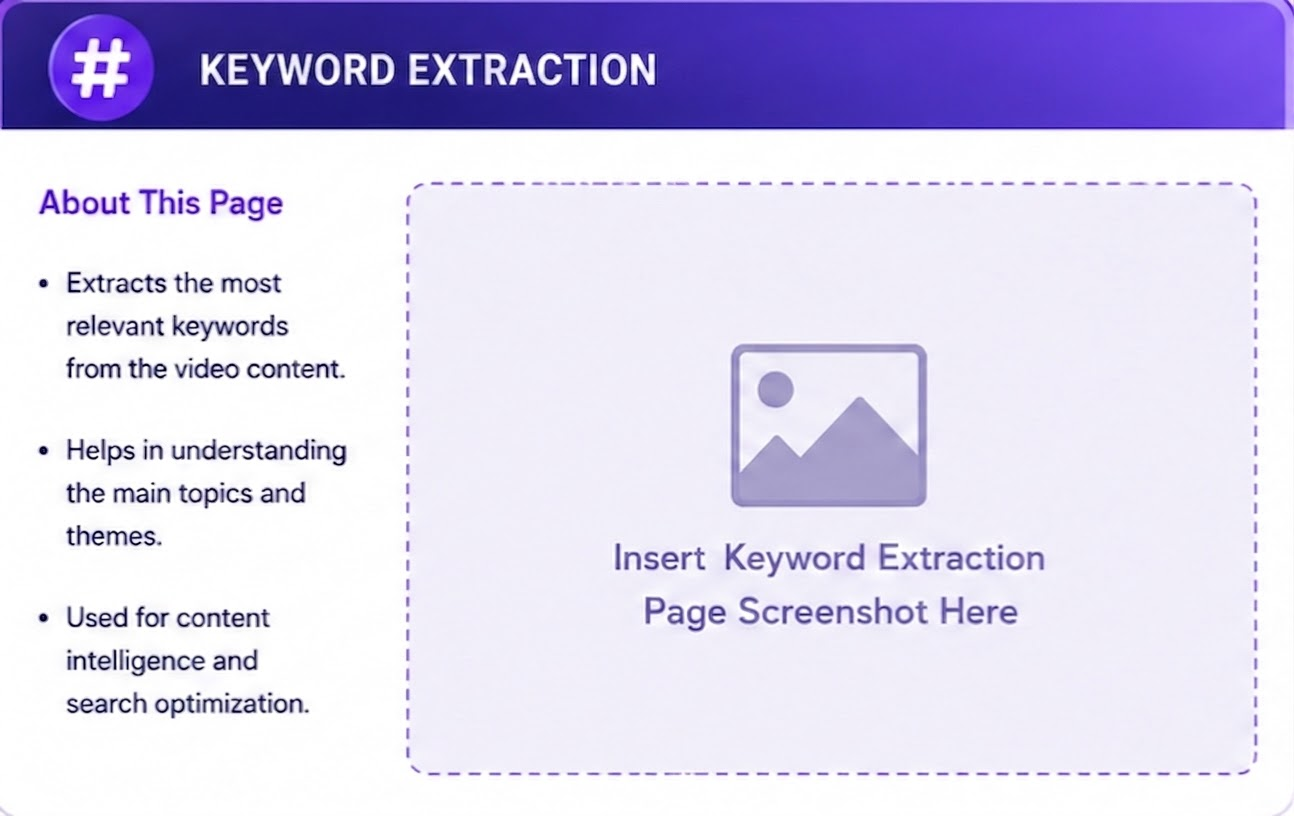 # KEYWORD EXTRACTION
About This Page
• Extracts the most
relevant keywords
from the video content.
• Helps in understanding
the main topics and
themes.
• Used for content
intelligence and
search optimization.
Insert Keyword Extraction
Page Screenshot Here